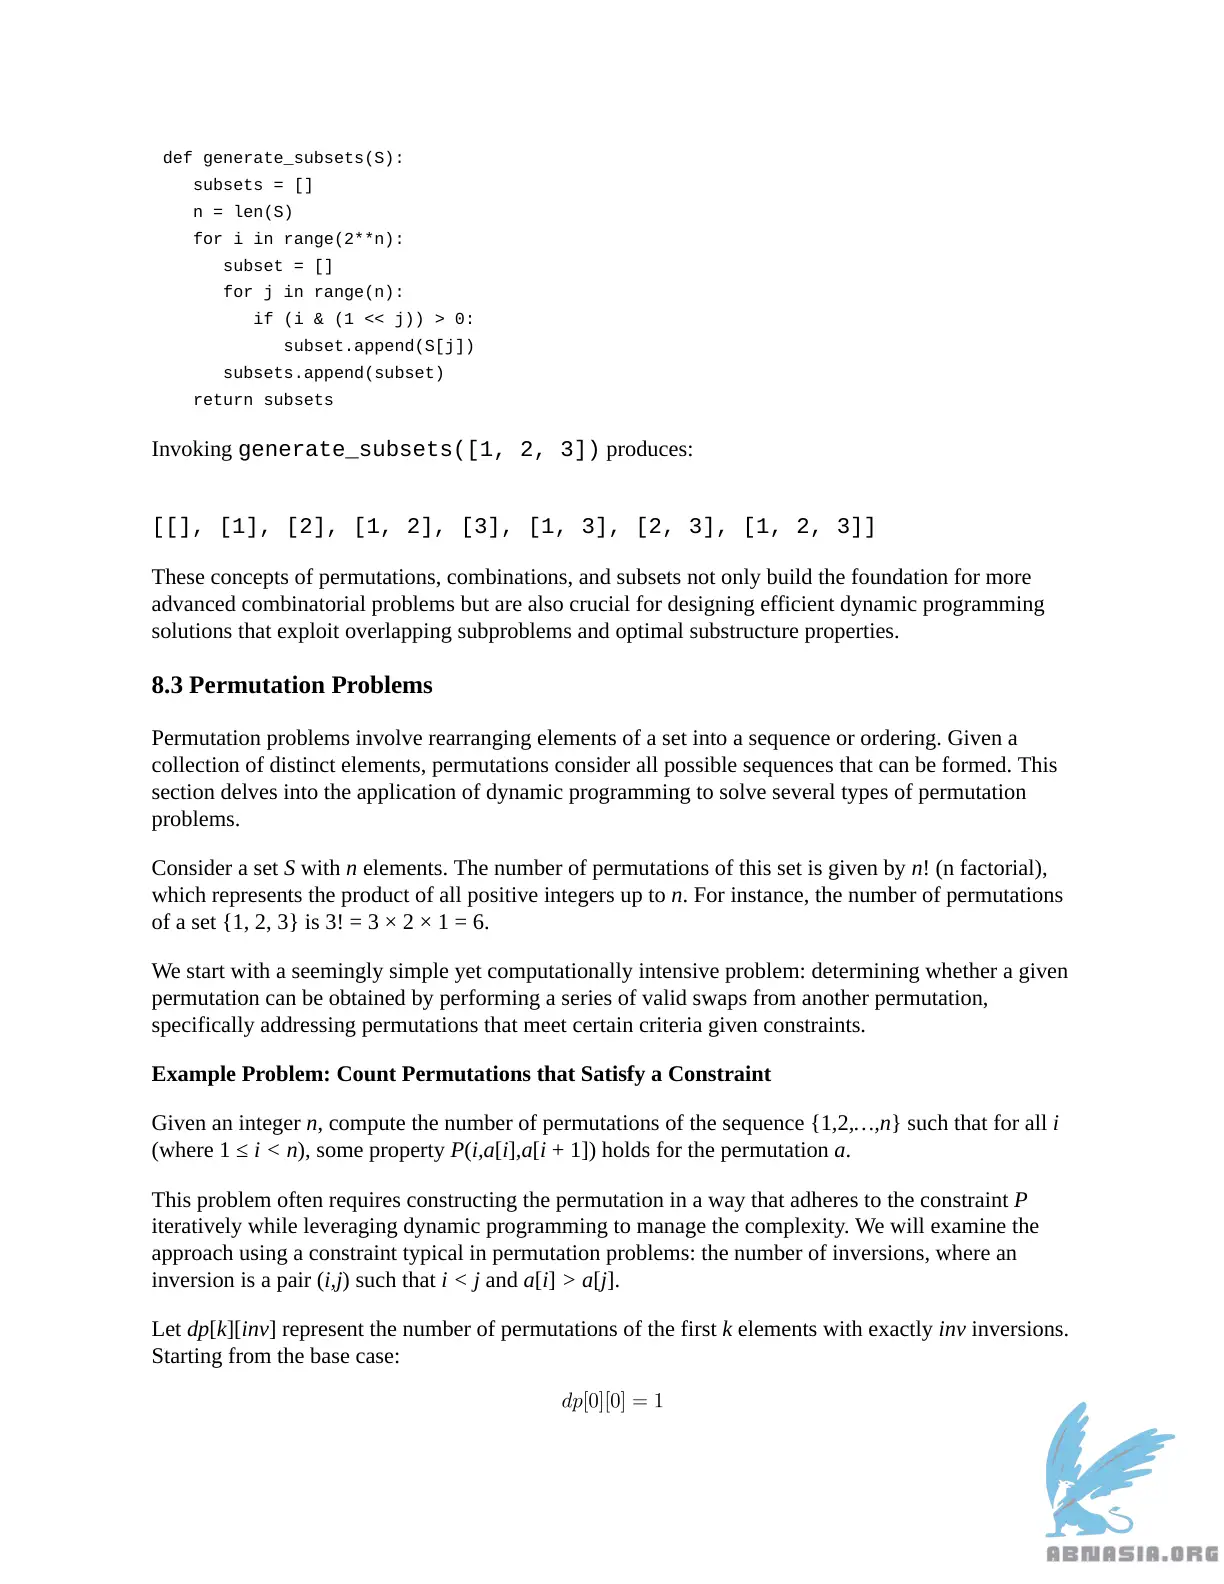 def generate_subsets(S):
subsets = []
n = len(S)
for i in range(2**n):
subset = []
for j in range(n):
if (i & (1 << j)) > 0:
subset.append(S[j])
subsets.append(subset)
return subsets
Invoking generate_subsets([1, 2, 3]) produces:
[[], [1], [2], [1, 2], [3], [1, 3], [2, 3], [1, 2, 3]]
These concepts of permutations, combinations, and subsets not only build the foundation for more
advanced combinatorial problems but are also crucial for designing efficient dynamic programming
solutions that exploit overlapping subproblems and optimal substructure properties.
8.3 Permutation Problems
Permutation problems involve rearranging elements of a set into a sequence or ordering. Given a
collection of distinct elements, permutations consider all possible sequences that can be formed. This
section delves into the application of dynamic programming to solve several types of permutation
problems.
Consider a set S with n elements. The number of permutations of this set is given by n! (n factorial),
which represents the product of all positive integers up to n. For instance, the number of permutations
of a set {1, 2, 3} is 3! = 3 × 2 × 1 = 6.
We start with a seemingly simple yet computationally intensive problem: determining whether a given
permutation can be obtained by performing a series of valid swaps from another permutation,
specifically addressing permutations that meet certain criteria given constraints.
Example Problem: Count Permutations that Satisfy a Constraint
Given an integer n, compute the number of permutations of the sequence {1,2,…,n} such that for all i
(where 1 ≤ i < n), some property P(i,a[i],a[i + 1]) holds for the permutation a.
This problem often requires constructing the permutation in a way that adheres to the constraint P
iteratively while leveraging dynamic programming to manage the complexity. We will examine the
approach using a constraint typical in permutation problems: the number of inversions, where an
inversion is a pair (i,j) such that i < j and a[i] > a[j].
Let dp[k][inv] represent the number of permutations of the first k elements with exactly inv inversions.
Starting from the base case:
dp[0][0] = 1
ABNASIA.ORG